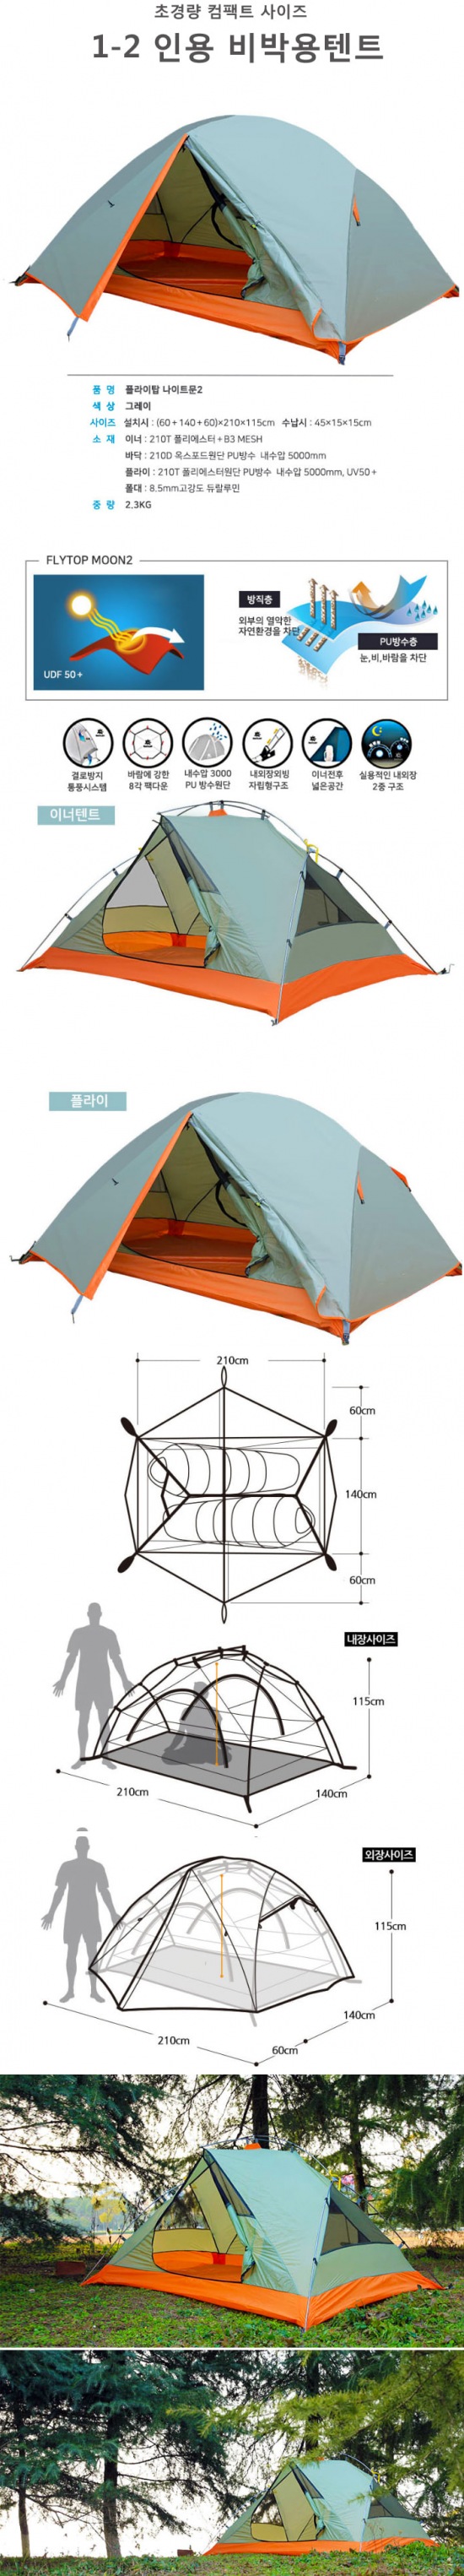 초경량 컴팩트 사이즈
1-2 인용 비박용텐트
품 명 플라이탑 나이트문2
색 상 그레이
사이즈 설치시 : (60 + 140 + 60)×210×115cm 수납시 : 45×15×15cm
소 재 이너 : 210T 폴리에스터 + B3 MESH
바닥 : 210D 옥스포드원단 PU방수 내수압 5000mm
플라이 : 210T 폴리에스터원단 PU방수 내수압 5000mm, UV50 +
폴대 : 8.5mm고강도 듀랄루민
중 량 2.3KG
FLYTOP MOON2
UDF 50 +
방직층
외부의 열악한
자연환경을 차단
PU방수층
눈,비,바람을 차단
결로방지
통풍시스템
바람에 강한
8각 팩다운
내수압 3000
PU 방수원단
내외장외빙
자립형구조
이너전후
넓은공간
실용적인 내외장
2중 구조
이너텐트
플라이
210cm
60cm
140cm
60cm
내장사이즈
115cm
210cm
140cm
외장사이즈
115cm
140cm
210cm
60cm